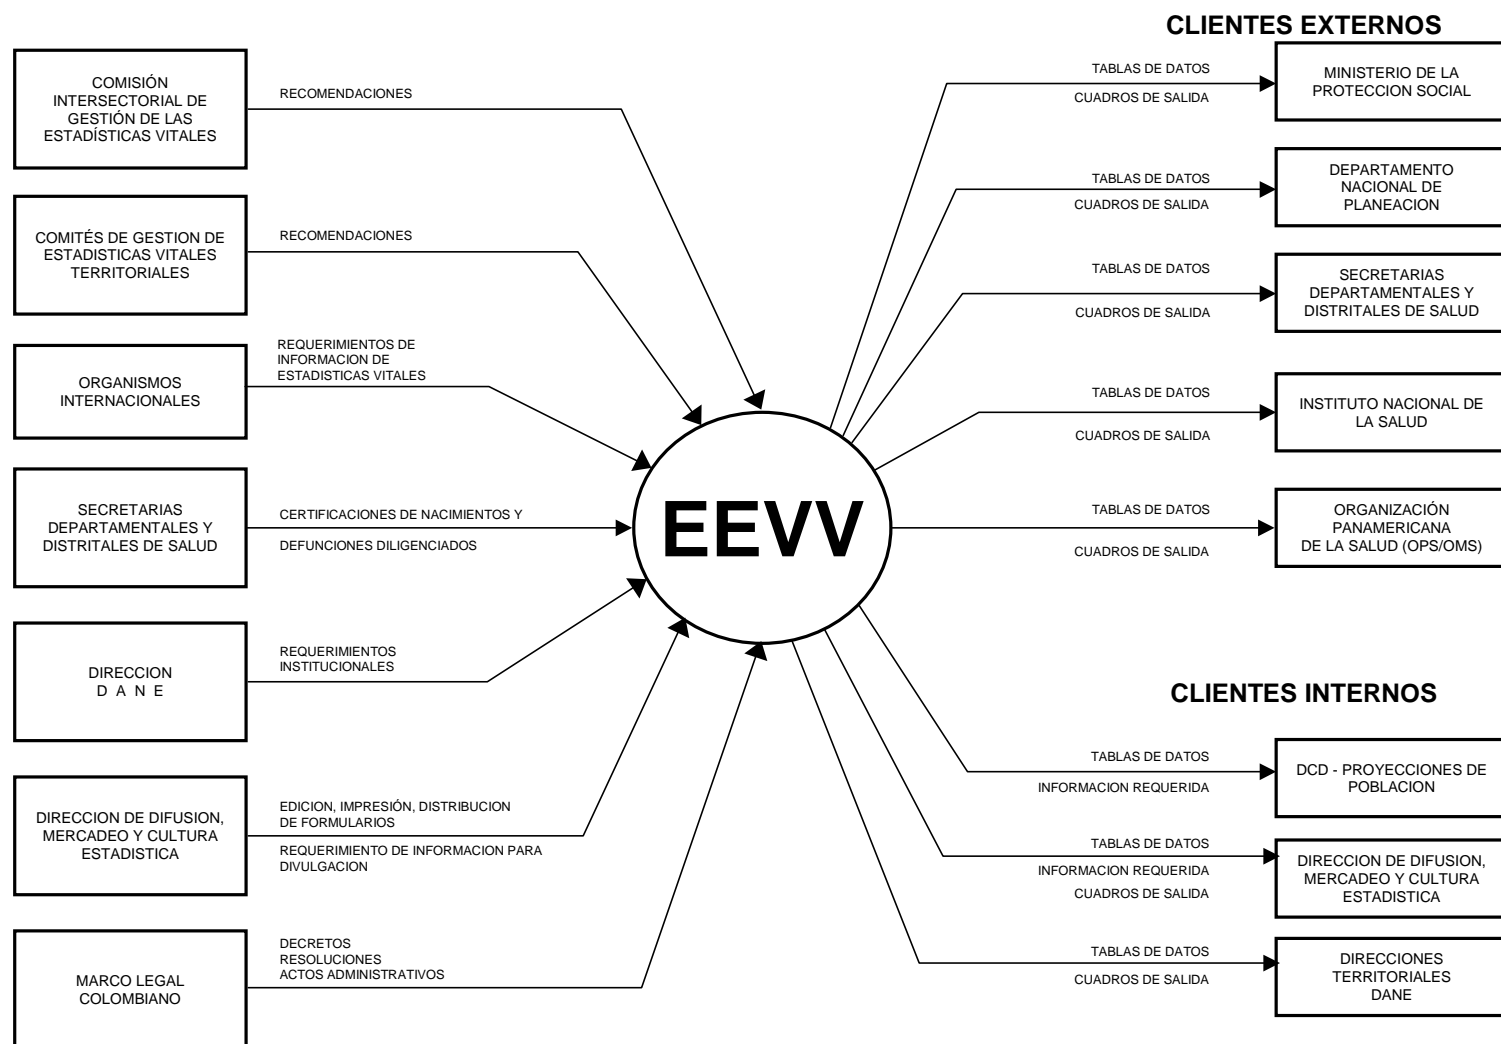 COMISIÓN
INTERSECTORIAL DE
GESTIÓN DE LAS
ESTADÍSTICAS VITALES
RECOMENDACIONES
COMITÉS DE GESTION DE
ESTADISTICAS VITALES
TERRITORIALES
RECOMENDACIONES
ORGANISMOS
INTERNACIONALES
REQUERIMIENTOS DE
INFORMACION DE
ESTADISTICAS VITALES
SECRETARIAS
DEPARTAMENTALES Y
DISTRITALES DE SALUD
CERTIFICACIONES DE NACIMIENTOS Y
DEFUNCIONES DILIGENCIADOS
DIRECCION
D A N E
REQUERIMIENTOS
INSTITUCIONALES
DIRECCION DE DIFUSION,
MERCADEO Y CULTURA
ESTADISTICA
EDICION, IMPRESIÓN, DISTRIBUCION
DE FORMULARIOS
REQUERIMIENTO DE INFORMACION PARA
DIVULGACION
MARCO LEGAL
COLOMBIANO
DECRETOS
RESOLUCIONES
ACTOS ADMINISTRATIVOS
EEVV
CLIENTES EXTERNOS
TABLAS DE DATOS
CUADROS DE SALIDA
MINISTERIO DE LA
PROTECCION SOCIAL
TABLAS DE DATOS
CUADROS DE SALIDA
DEPARTAMENTO
NACIONAL DE
PLANEACION
TABLAS DE DATOS
CUADROS DE SALIDA
SECRETARIAS
DEPARTAMENTALES Y
DISTRITALES DE SALUD
TABLAS DE DATOS
CUADROS DE SALIDA
INSTITUTO NACIONAL DE
LA SALUD
TABLAS DE DATOS
CUADROS DE SALIDA
ORGANIZACIÓN
PANAMERICANA
DE LA SALUD (OPS/OMS)
CLIENTES INTERNOS
TABLAS DE DATOS
INFORMACION REQUERIDA
DCD - PROYECCIONES DE
POBLACION
TABLAS DE DATOS
INFORMACION REQUERIDA
CUADROS DE SALIDA
DIRECCION DE DIFUSION,
MERCADEO Y CULTURA
ESTADISTICA
TABLAS DE DATOS
CUADROS DE SALIDA
DIRECCIONES
TERRITORIALES
DANE